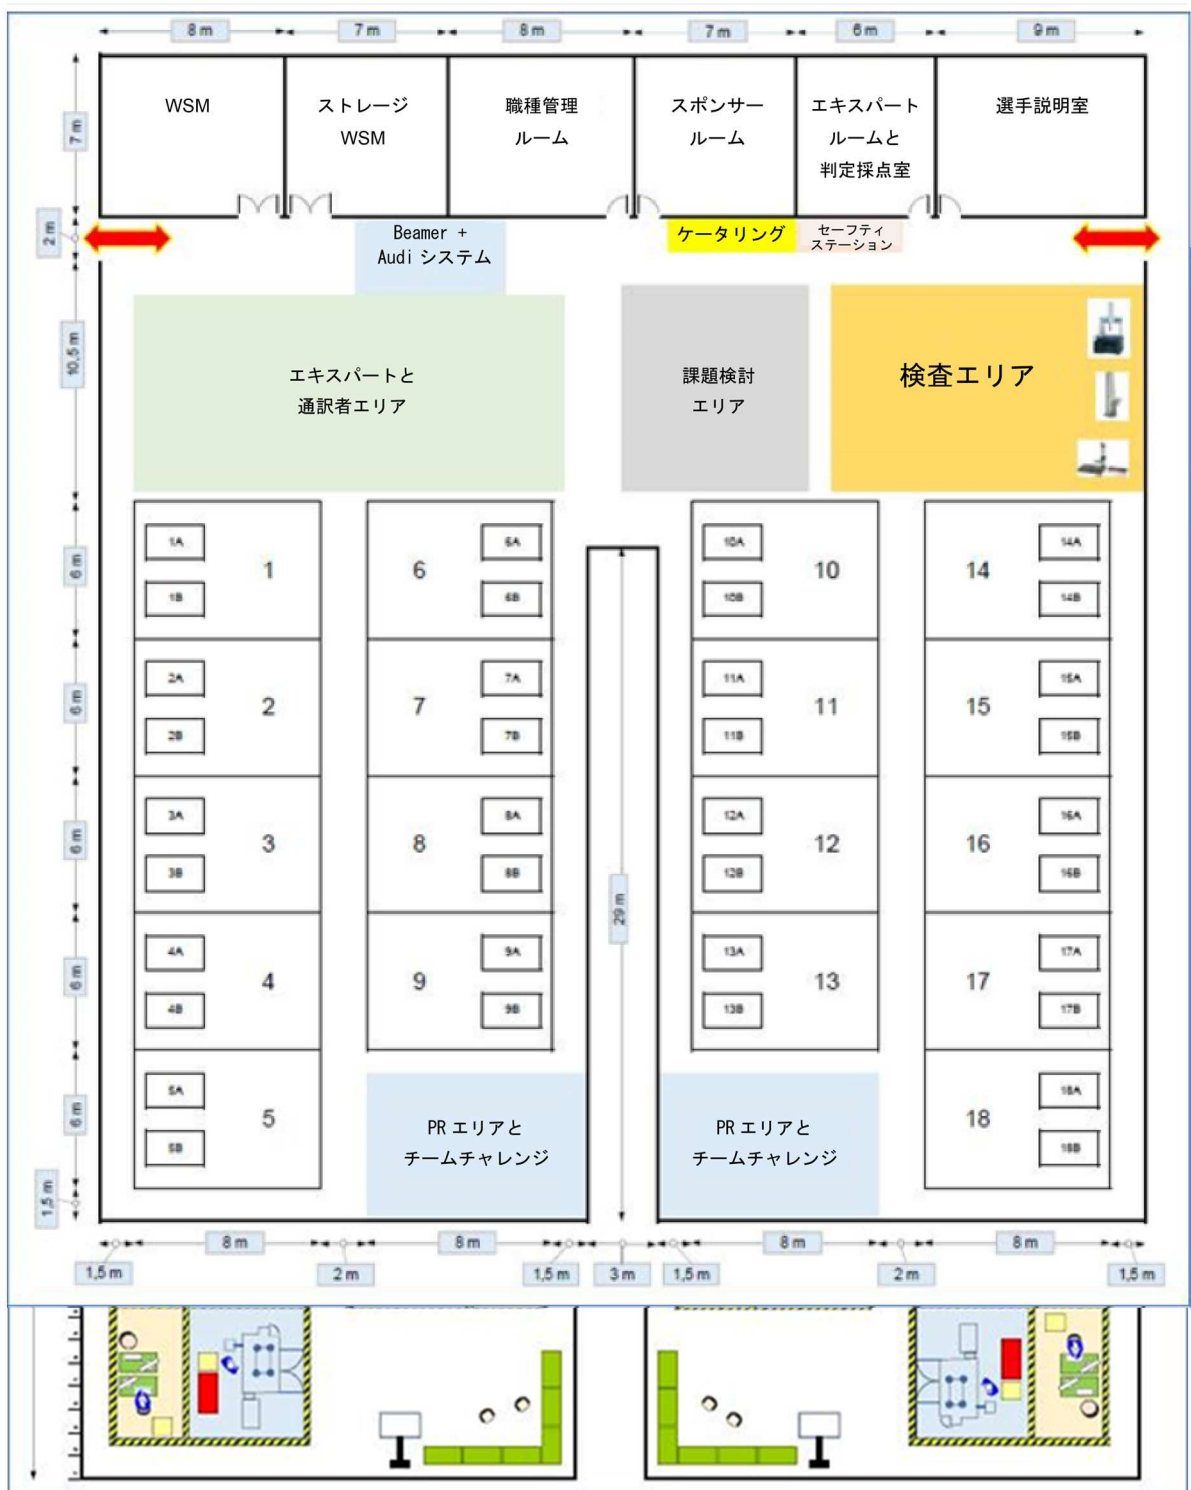 8 m 7 m 8 m 7 m 6 m 9 m
7 m
WSM
ストレージ
WSM
職種管理
ルーム
スポンサー
ルーム
エキスパート
ルームと
判定採点室
選手説明室
2 m
Beamer +
Audi システム
ケータリング
セーフティ
ステーション
10,5 m
エキスパートと
通訳者エリア
課題検討
エリア
検査エリア
6 m
1A
1B
1
6
6A
6B
10A
10B
10
14
14A
14B
6 m
2A
2B
2
7
7A
7B
11A
11B
11
15
15A
15B
6 m
3A
3B
3
8
8A
8B
12A
12B
12
16
16A
16B
29 m
6 m
4A
4B
4
9
9A
9B
13A
13B
13
17
17A
17B
6 m
5A
5B
5
PR エリアと
チームチャレンジ
PR エリアと
チームチャレンジ
18
18A
18B
1,5 m
8 m 8 m 8 m 8 m
1,5 m 2 m 1,5 m 3 m 1,5 m 2 m 1,5 m